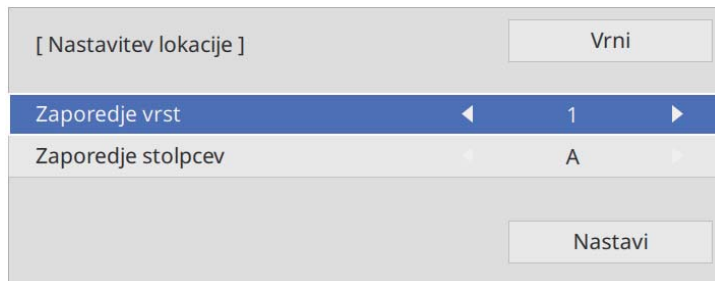 [ Nastavitev lokacije ]
Vrni
Zaporedje vrst 1
Zaporedje stolpcev A
Nastavi